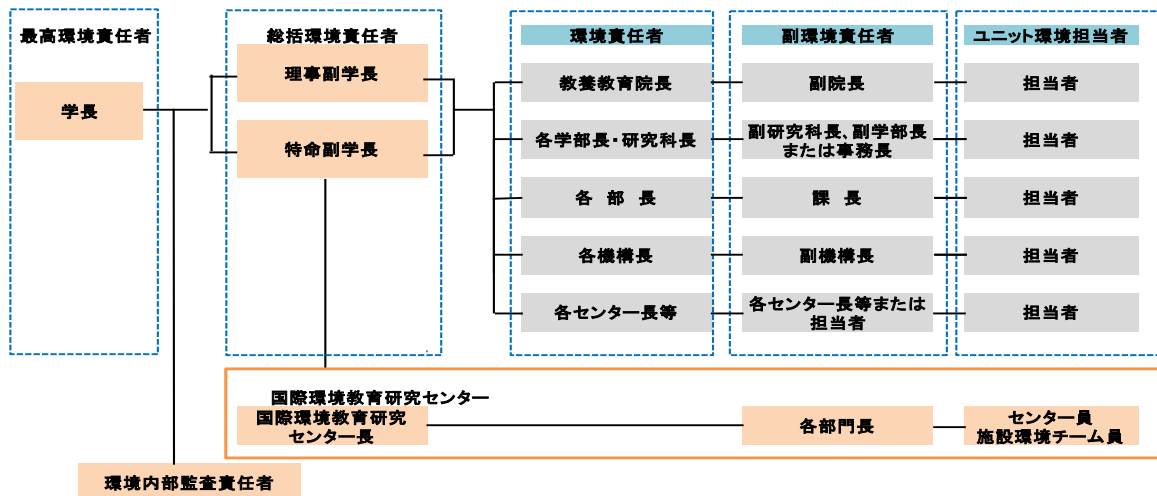 最高環境責任者
総括環境責任者
環境責任者
副環境責任者
ユニット環境担当者
学長
理事副学長
特命副学長
教養教育院長
副院長
担当者
各学部長・研究科長
副研究科長、副学部長
または事務長
担当者
各　部　長
課　長
担当者
各機構長
副機構長
担当者
各センター長等
各センター長等または
担当者
担当者
国際環境教育研究センター
国際環境教育研究
センター長
各部門長
センター員
施設環境チーム員
環境内部監査責任者